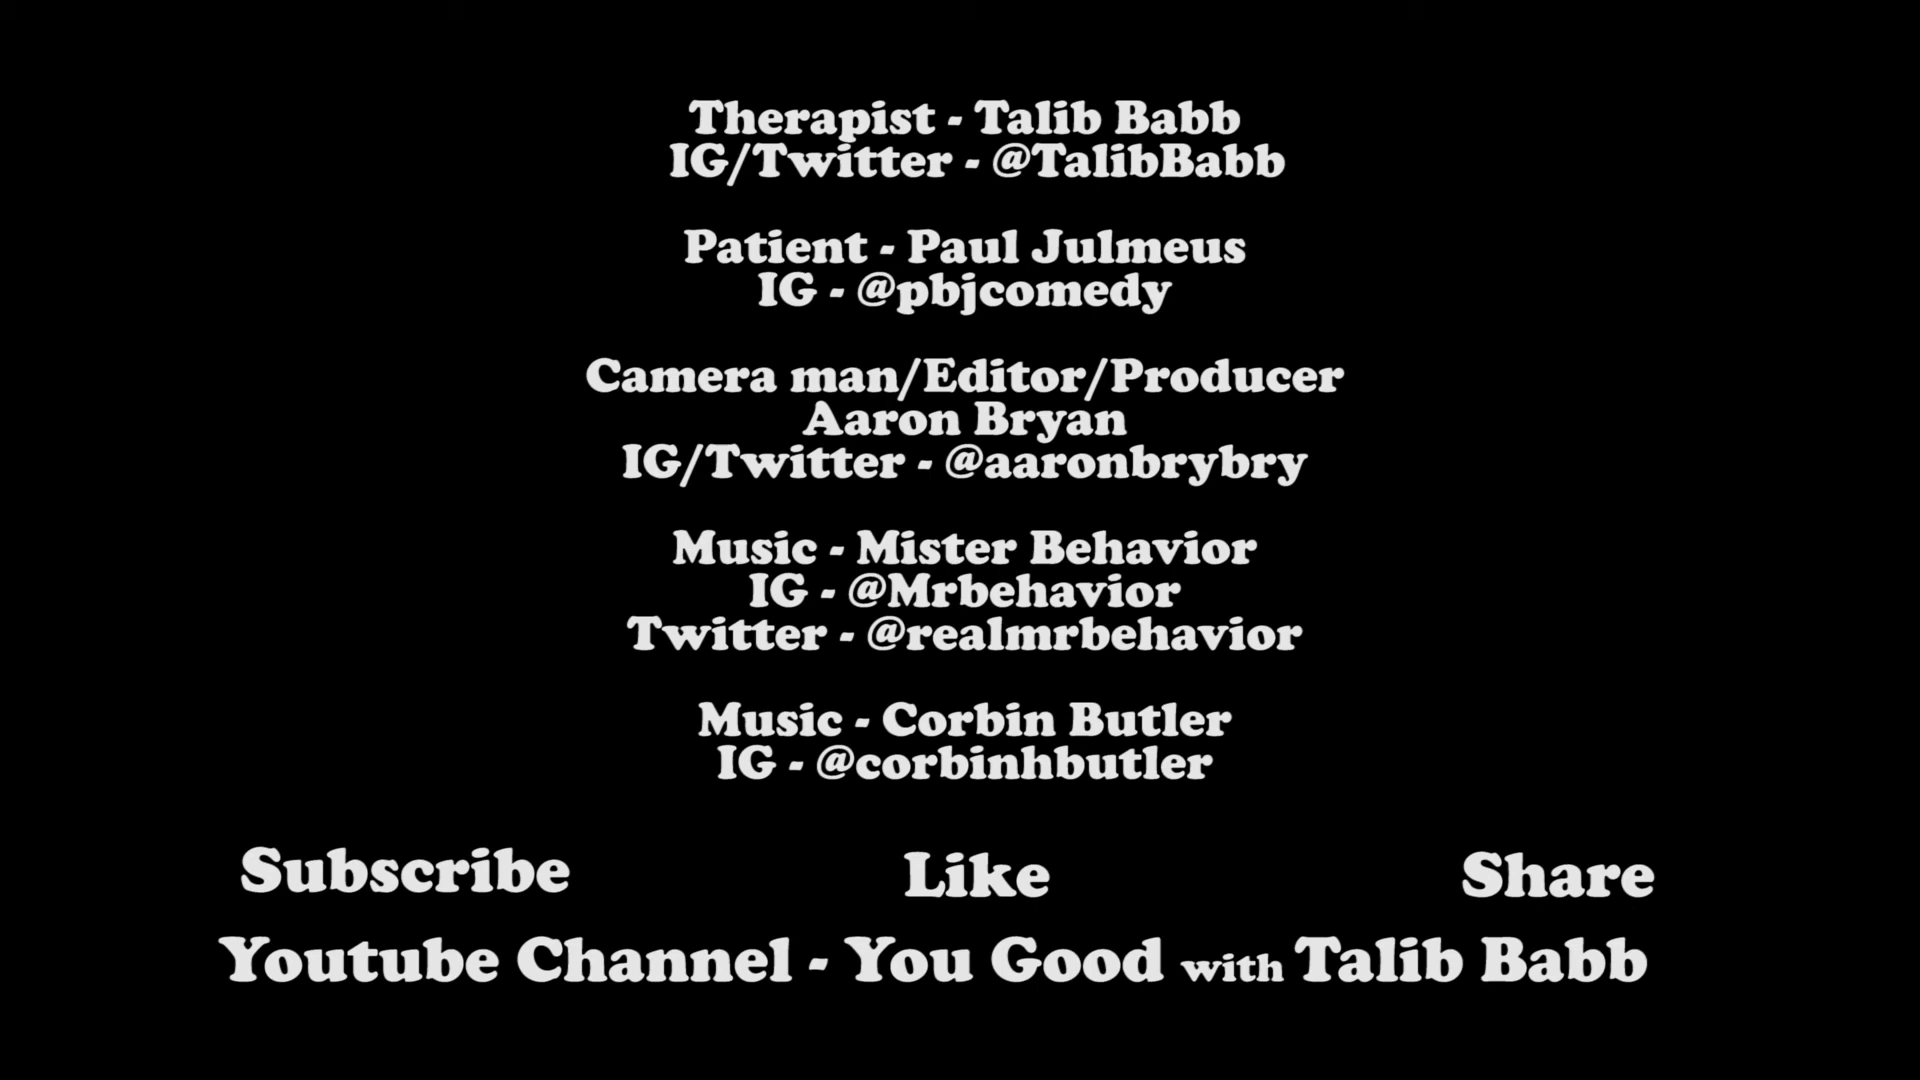 Therapist - Talib Babb
IG/Twitter - @TalibBabb
Patient - Paul Julmeus
IG - @pbjcomedy
Camera man/Editor/Producer
Aaron Bryan
IG/Twitter - @aaronbrybry
Music - Mister Behavior
IG - @Mrbehavior
Twitter - @realmrbehavior
Music - Corbin Butler
IG - @corbinhbutler
Subscribe Like Share
Youtube Channel - You Good with Talib Babb